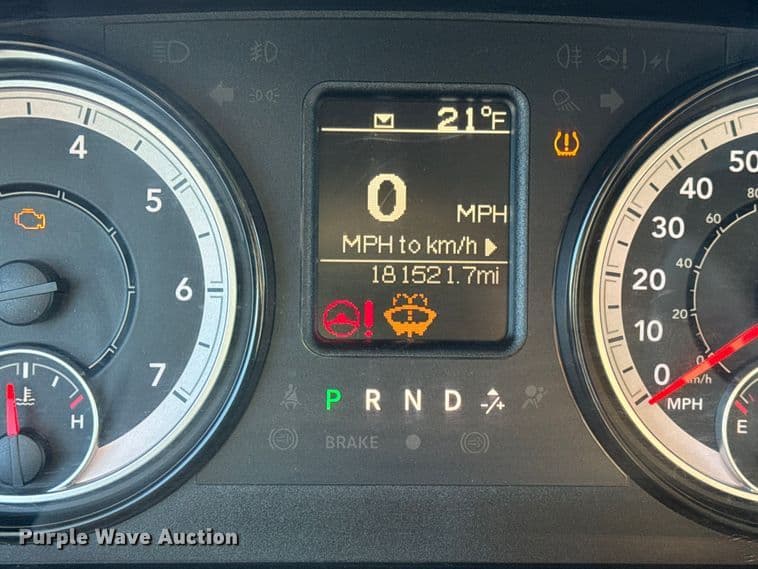 21°F
0 MPH
MPH to km/h
181521.7mi
P R N D -/+
BRAKE
4
5
6
7
H
50
40
30
20
10
0
MPH
80
60
40
20
0
km/h
E
Purple Wave Auction